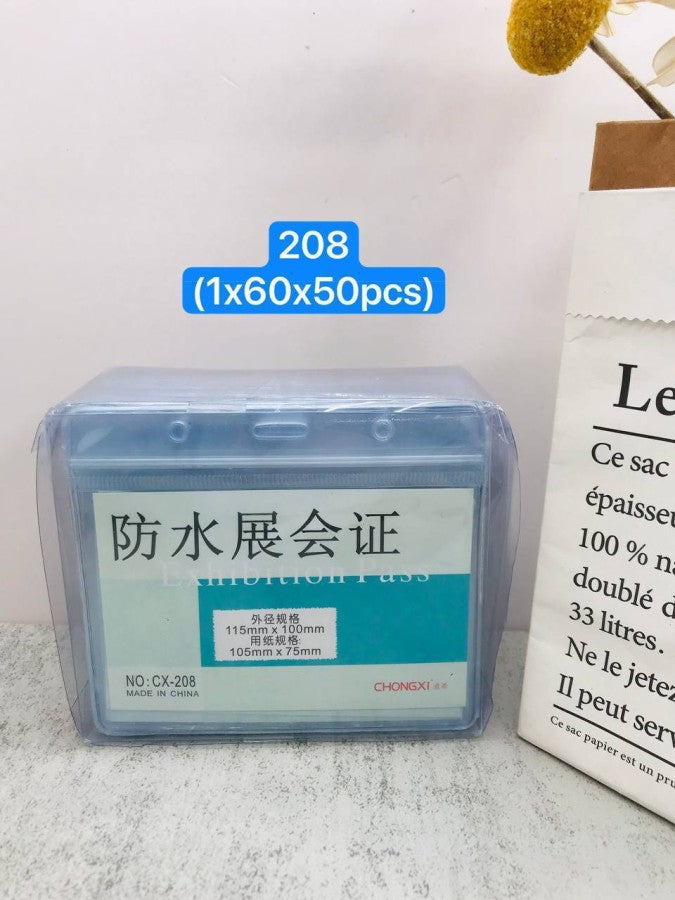 208
(1x60x50pcs)
防水展会证
Exhibition Pass
外径规格
115mm x 100mm
用纸规格:
105mm x 75mm
NO: CX-208
MADE IN CHINA
CHONGXI
Le
Ce sac
épaisseu
100 % na
doublé d
33 litres.
Ne le jetez
Il peut serv
Ce sac papier est un pru